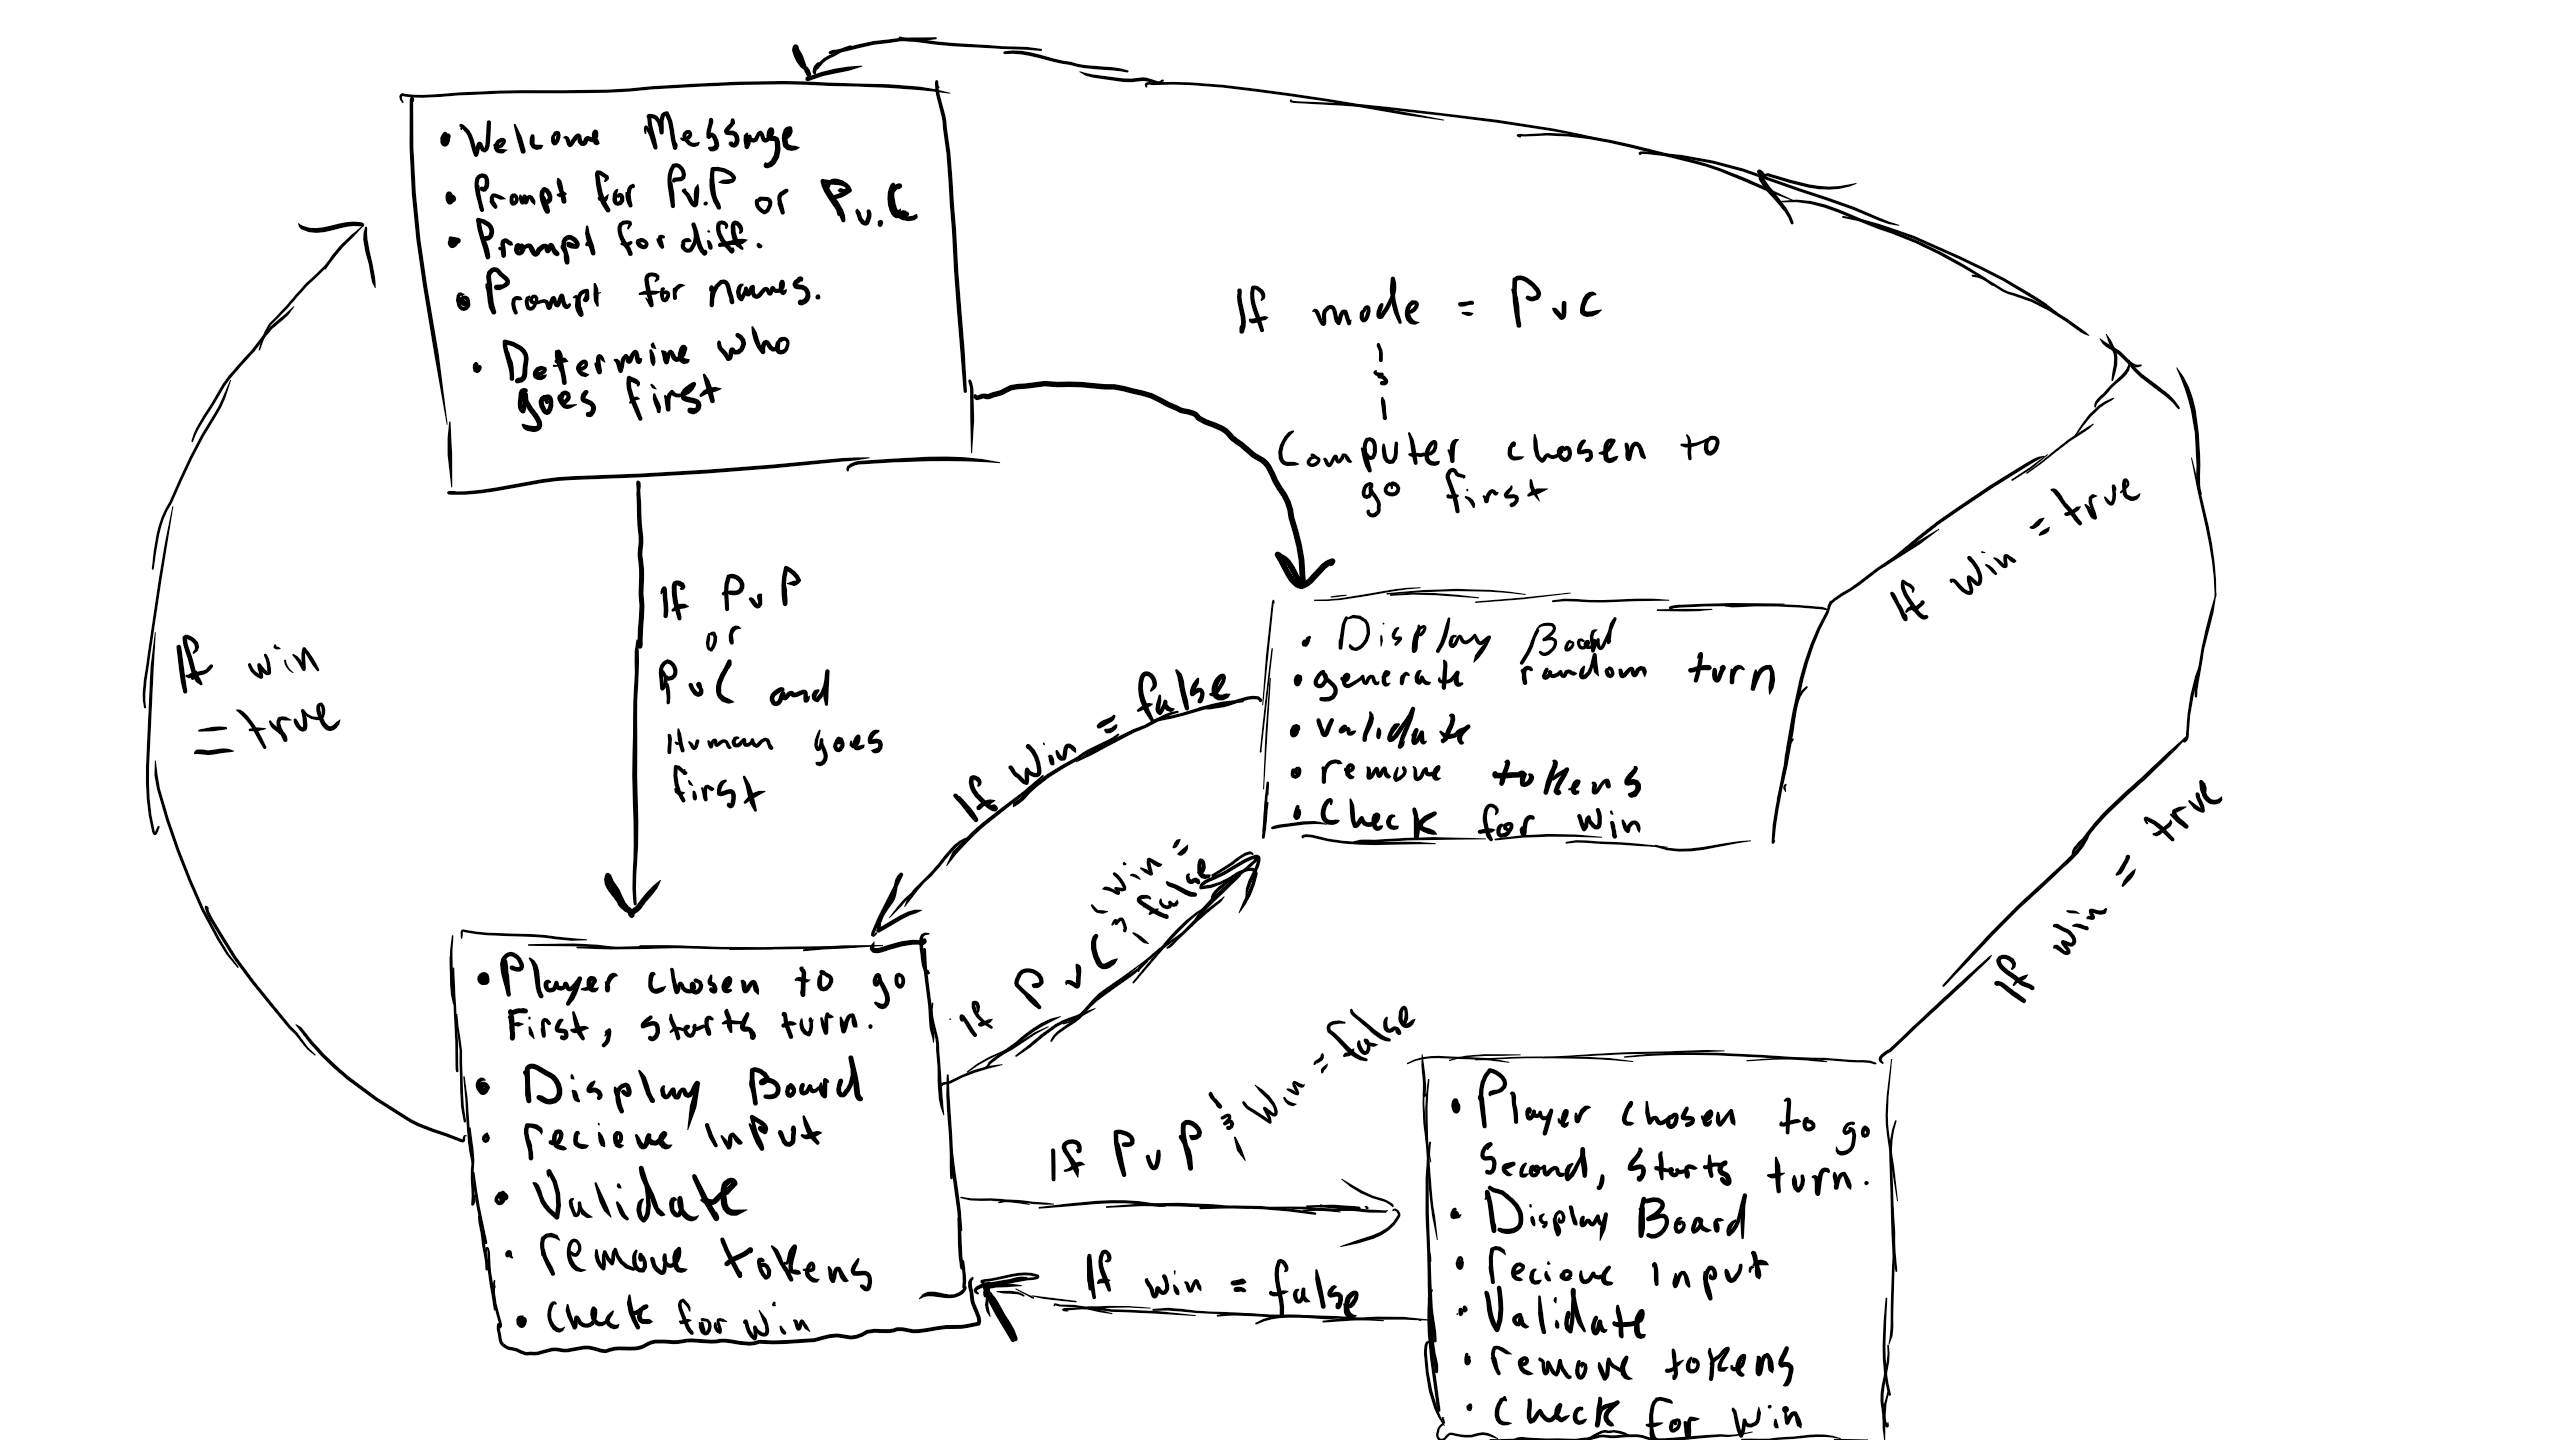 • Welcome Message
• Prompt for Pv.P or Pv.C
• Prompt for diff.
• Prompt for names.
• Determine who
goes first
If mode = PvC
&
Computer chosen to
go first
If win = true
If PvP
or
PvC and
Human goes
first
If win
= true
If win = false
• Display Board
• generate random turn
• validate
• remove tokens
• Check for win
If PvC & win =
false
If win = true
• Player chosen to go
First, starts turn.
• Display Board
• recieve input
• Validate
• remove tokens
• Check for win
If PvP & Win = false
If win = false
• Player chosen to go
Second, starts turn.
• Display Board
• recieve input
• Validate
• remove tokens
• Check for win